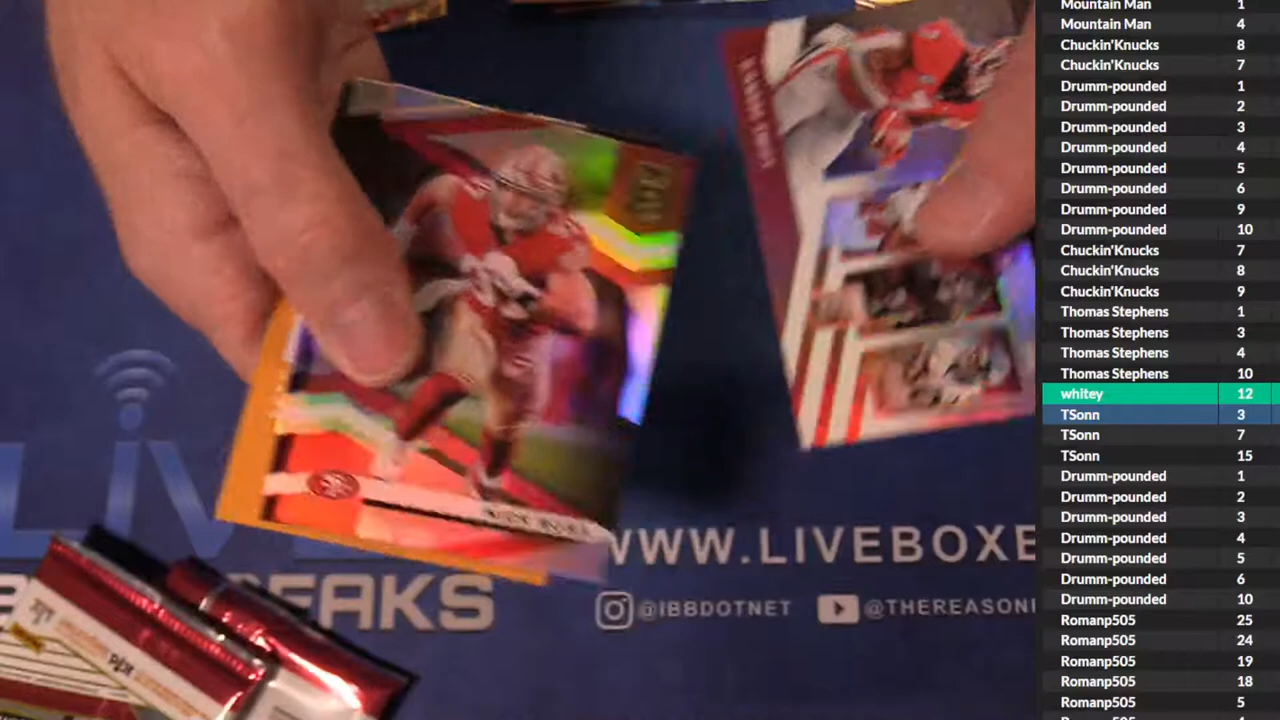 Mountain Man 1
Mountain Man 4
Chuckin'Knucks 8
Chuckin'Knucks 7
Drumm-pounded 1
Drumm-pounded 2
Drumm-pounded 3
Drumm-pounded 4
Drumm-pounded 5
Drumm-pounded 6
Drumm-pounded 9
Drumm-pounded 10
Chuckin'Knucks 7
Chuckin'Knucks 8
Chuckin'Knucks 9
Thomas Stephens 1
Thomas Stephens 3
Thomas Stephens 4
Thomas Stephens 10
whitey 12
TSonn 3
TSonn 7
TSonn 15
Drumm-pounded 1
Drumm-pounded 2
Drumm-pounded 3
Drumm-pounded 4
Drumm-pounded 5
Drumm-pounded 6
Drumm-pounded 10
Romanp505 25
Romanp505 24
Romanp505 19
Romanp505 18
Romanp505 5
LIV
EAKS
WWW.LIVEBOXE
@IBBDOTNET
@THEREASON